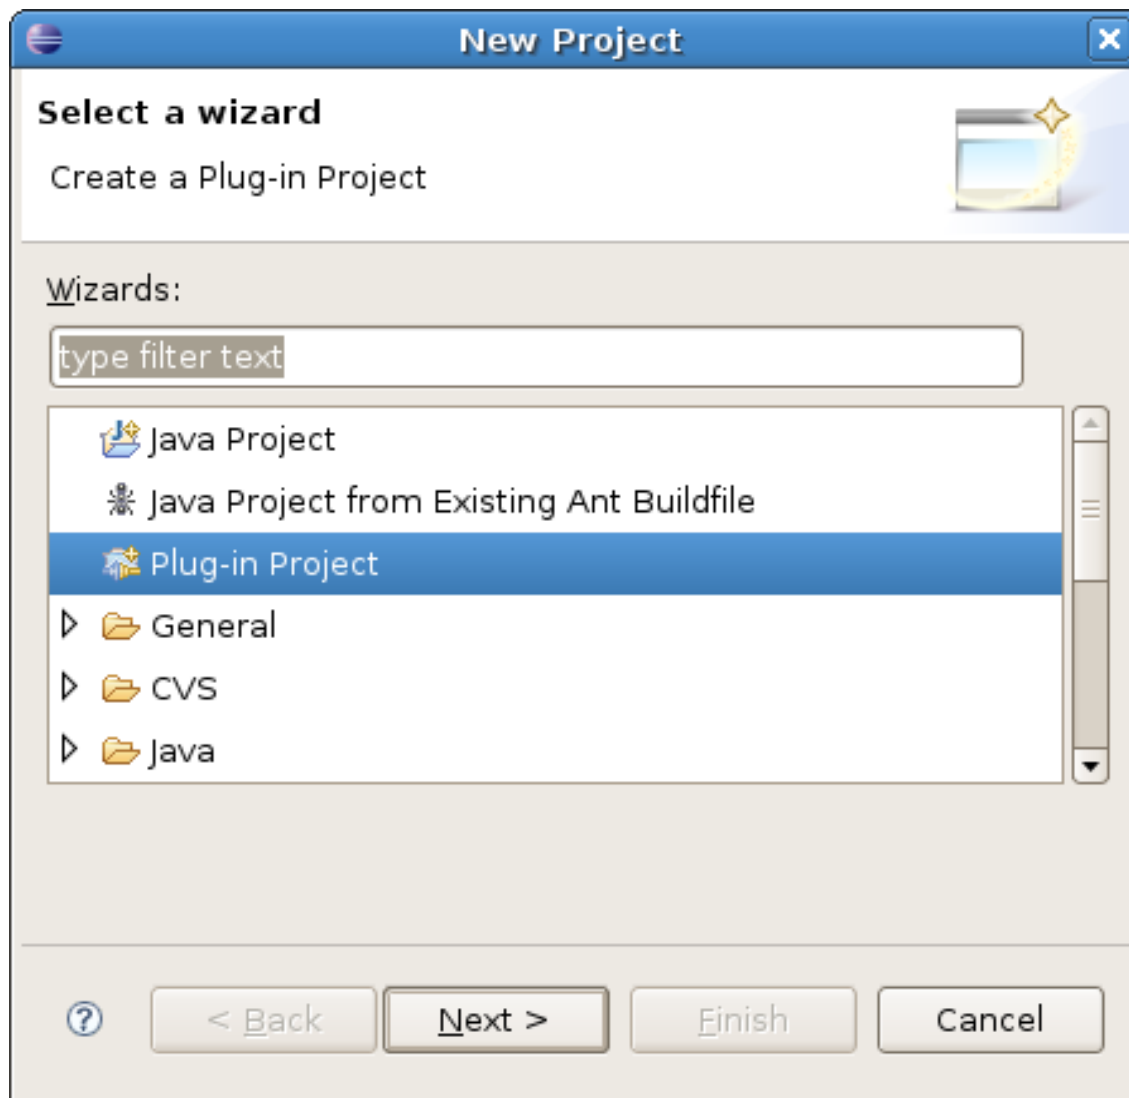 New Project
Select a wizard
Create a Plug-in Project
Wizards:
type filter text
Java Project
Java Project from Existing Ant Buildfile
Plug-in Project
General
CVS
Java
< Back Next > Finish Cancel